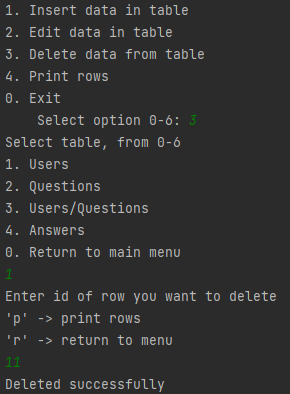 1. Insert data in table
2. Edit data in table
3. Delete data from table
4. Print rows
0. Exit
Select option 0-6: 3
Select table, from 0-6
1. Users
2. Questions
3. Users/Questions
4. Answers
0. Return to main menu
1
Enter id of row you want to delete
'p' -> print rows
'r' -> return to menu
11
Deleted successfully